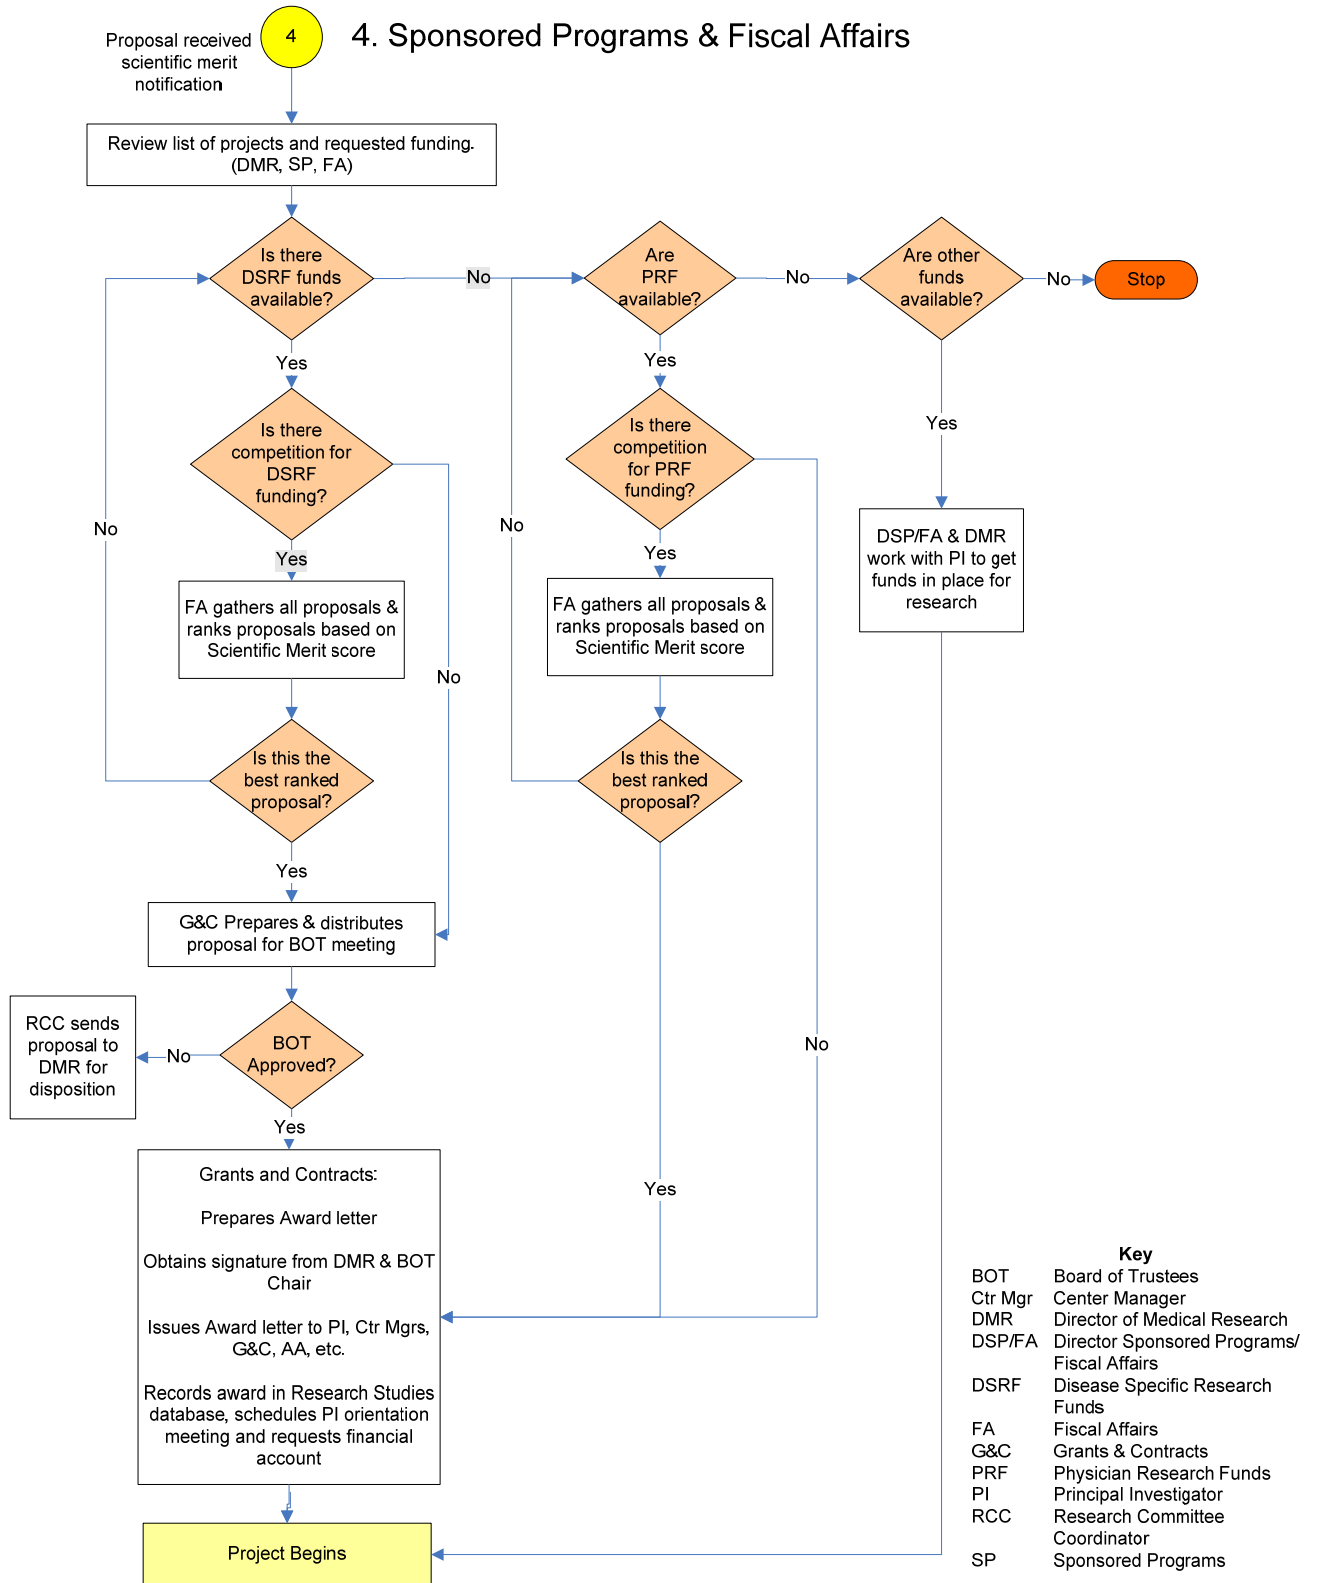 4. Sponsored Programs & Fiscal Affairs
4
Proposal received
scientific merit
notification
Review list of projects and requested funding.
(DMR, SP, FA)
Is there
DSRF funds
available?
No
Are
PRF
available?
No
Are other
funds
available?
No
Stop
Yes
Yes
Yes
Is there
competition for
DSRF
funding?
Is there
competition
for PRF
funding?
No
No
Yes
Yes
DSP/FA & DMR
work with PI to get
funds in place for
research
FA gathers all proposals &
ranks proposals based on
Scientific Merit score
FA gathers all proposals &
ranks proposals based on
Scientific Merit score
No
Is this the
best ranked
proposal?
Is this the
best ranked
proposal?
Yes
G&C Prepares & distributes
proposal for BOT meeting
RCC sends
proposal to
DMR for
disposition
No
BOT
Approved?
No
Yes
Yes
Grants and Contracts:
Prepares Award letter
Obtains signature from DMR & BOT
Chair
Issues Award letter to PI, Ctr Mgrs,
G&C, AA, etc.
Records award in Research Studies
database, schedules PI orientation
meeting and requests financial
account
Project Begins
Key
BOT Board of Trustees
Ctr Mgr Center Manager
DMR Director of Medical Research
DSP/FA Director Sponsored Programs/
Fiscal Affairs
DSRF Disease Specific Research
Funds
FA Fiscal Affairs
G&C Grants & Contracts
PRF Physician Research Funds
PI Principal Investigator
RCC Research Committee
Coordinator
SP Sponsored Programs